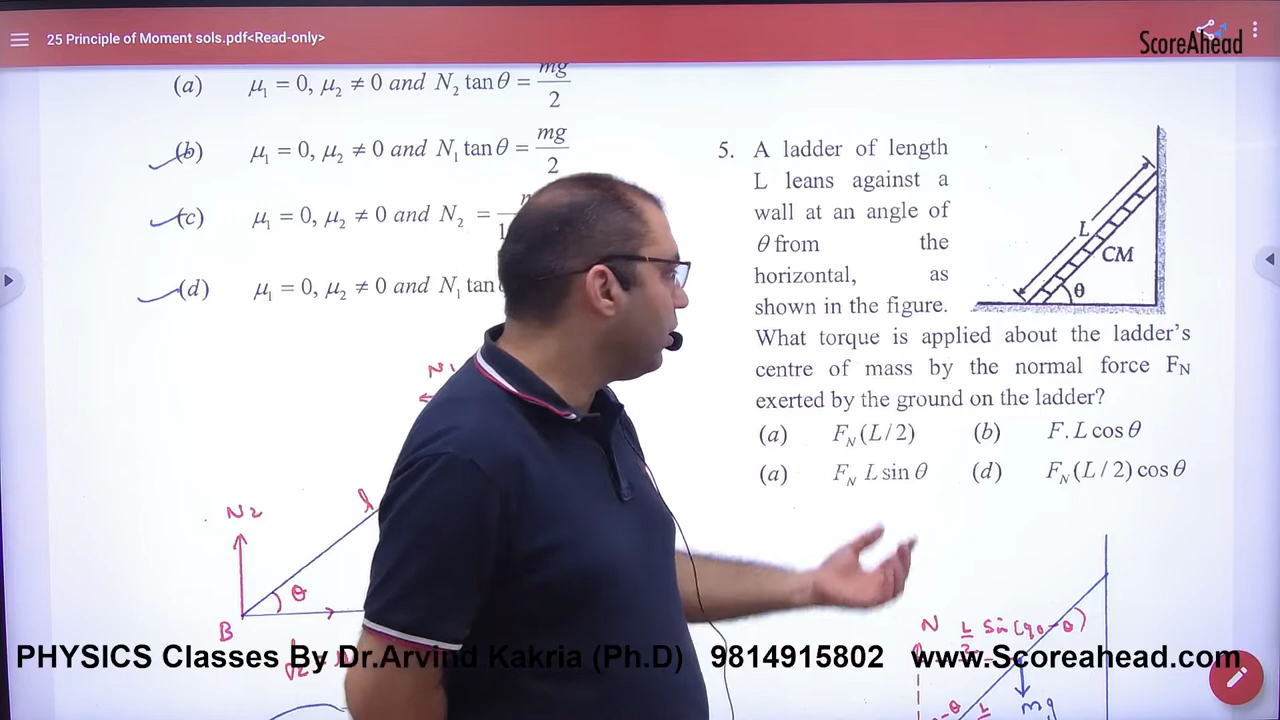 25 Principle of Moment sols.pdf<Read-only>
ScoreAhead
(a) μ₁ = 0, μ₂ ≠ 0 and N₂ tan θ = mg/2
(b) μ₁ = 0, μ₂ ≠ 0 and N₁ tan θ = mg/2
(c) μ₁ = 0, μ₂ ≠ 0 and N₂ =
(d) μ₁ = 0, μ₂ ≠ 0 and N₁ tan
N₁
N₂
l
θ
B
5. A ladder of length
L leans against a
wall at an angle of
θ from the
horizontal, as
shown in the figure.
What torque is applied about the ladder's
centre of mass by the normal force F_N
exerted by the ground on the ladder?
(a) F_N (L/2) (b) F.L cos θ
(a) F_N L sin θ (d) F_N (L/2) cos θ
L
CM
θ
N L/2 sin(90-θ)
mg
PHYSICS Classes By Dr.Arvind Kakria (Ph.D) 9814915802 www.Scoreahead.com